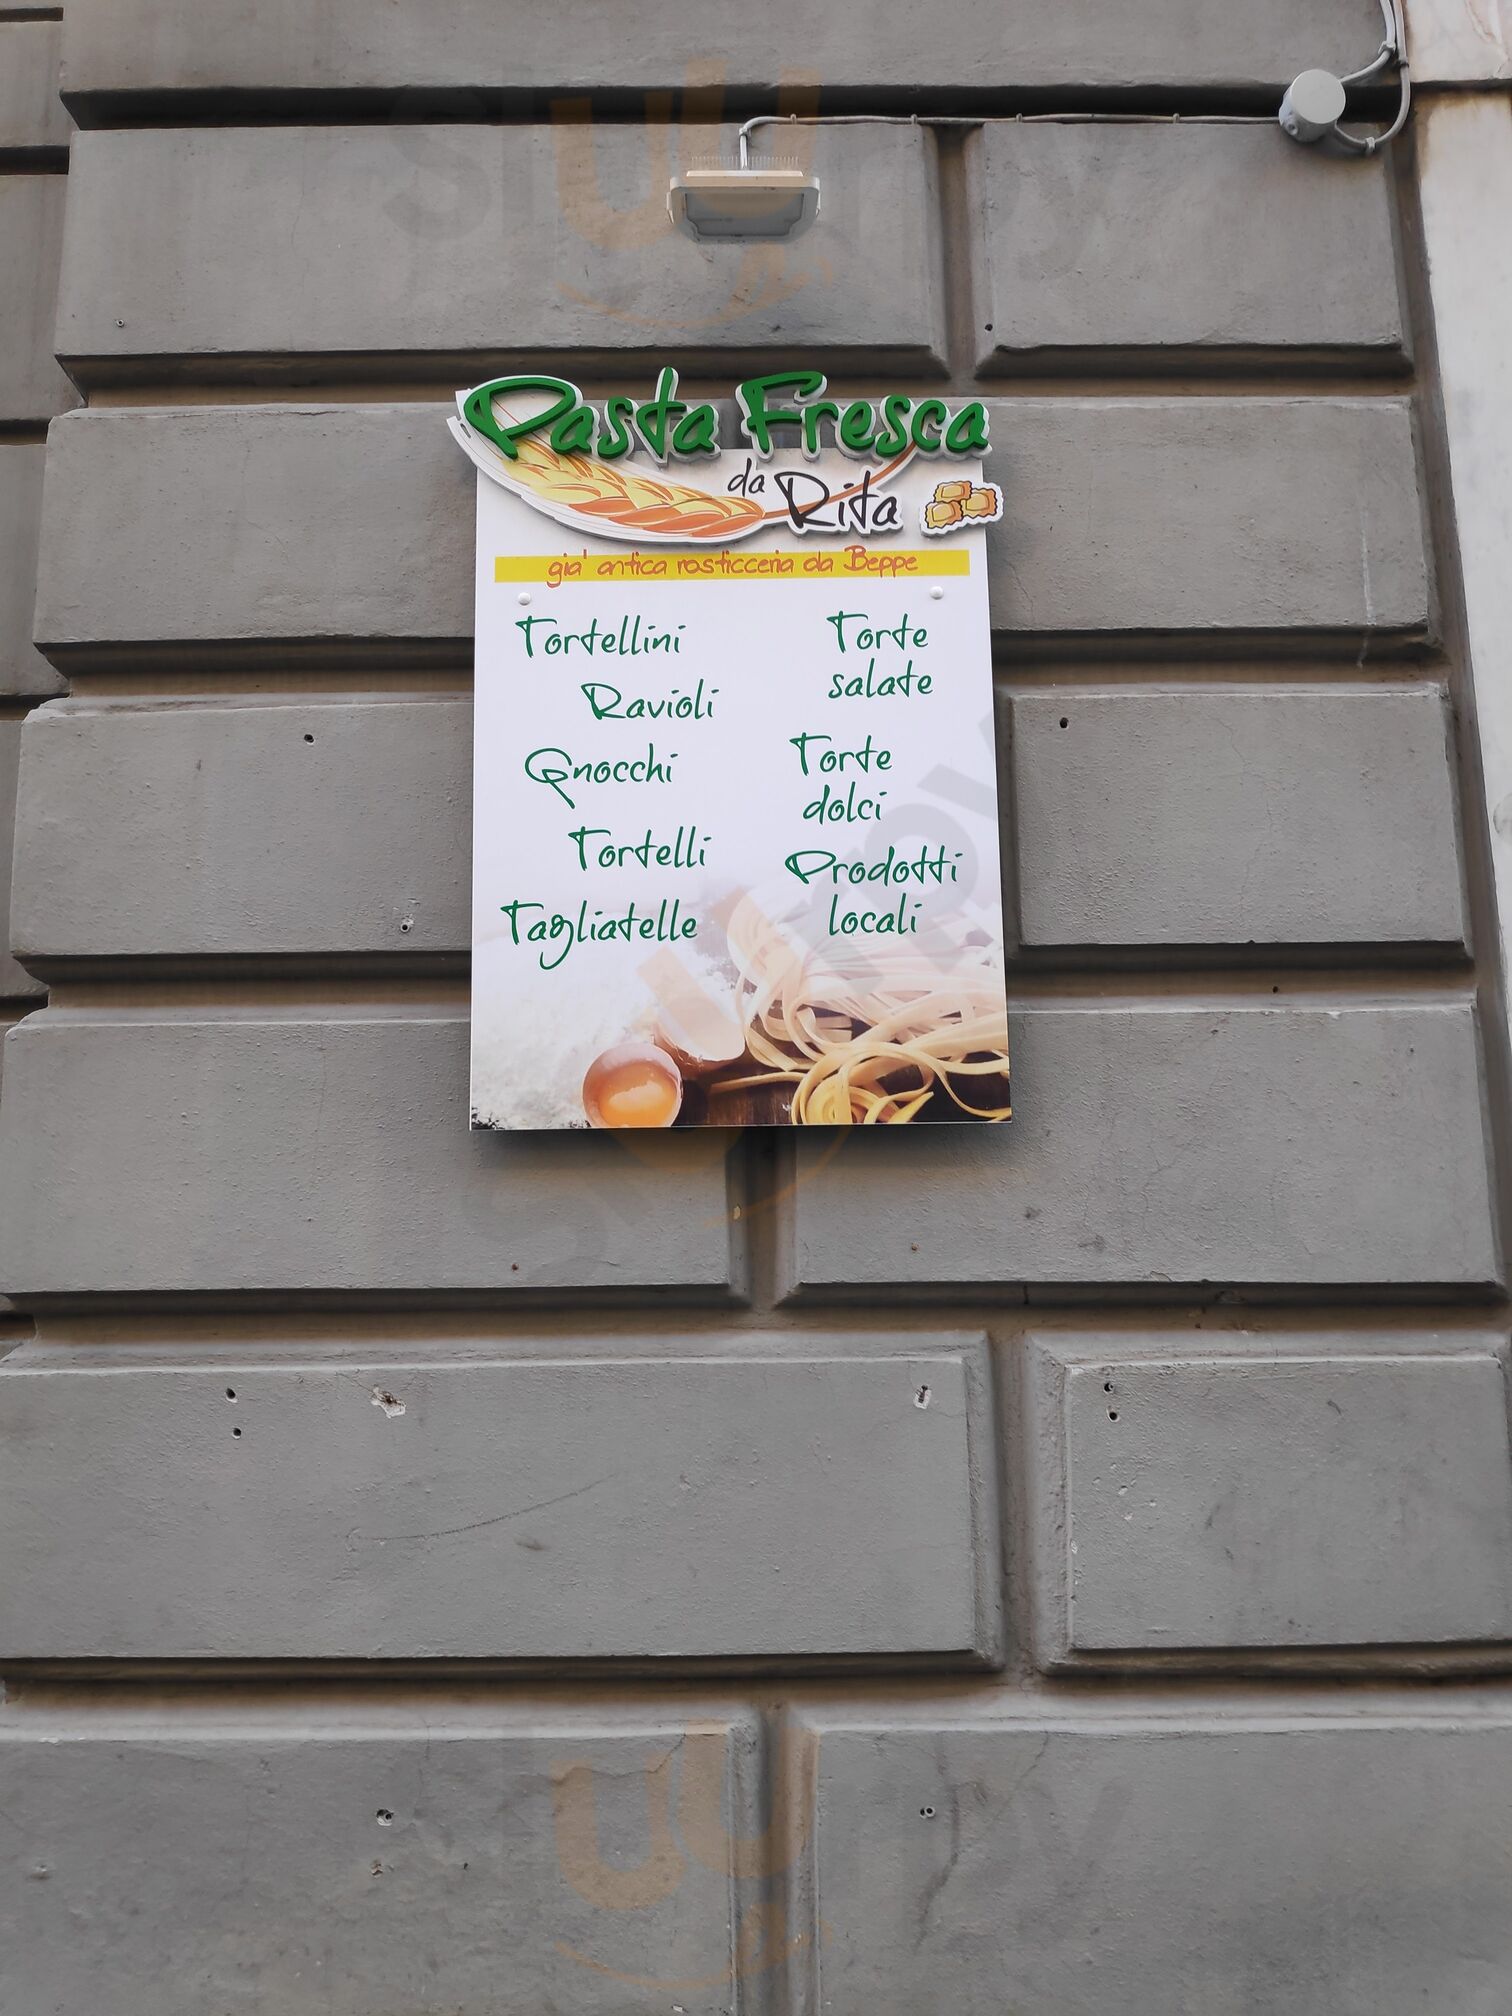 Pasta Fresca
da Rita
già antica rosticceria da Beppe
Tortellini
Ravioli
Gnocchi
Tortelli
Tagliatelle
Torte
salate
Torte
dolci
Prodotti
locali